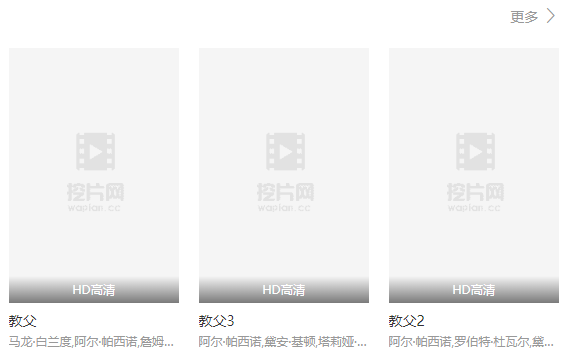 更多
挖片网
wapian.cc
挖片网
wapian.cc
挖片网
wapian.cc
HD高清
HD高清
HD高清
教父
教父3
教父2
马龙·白兰度,阿尔·帕西诺,詹姆...
阿尔·帕西诺,黛安·基顿,塔莉娅·...
阿尔·帕西诺,罗伯特·杜瓦尔,黛...